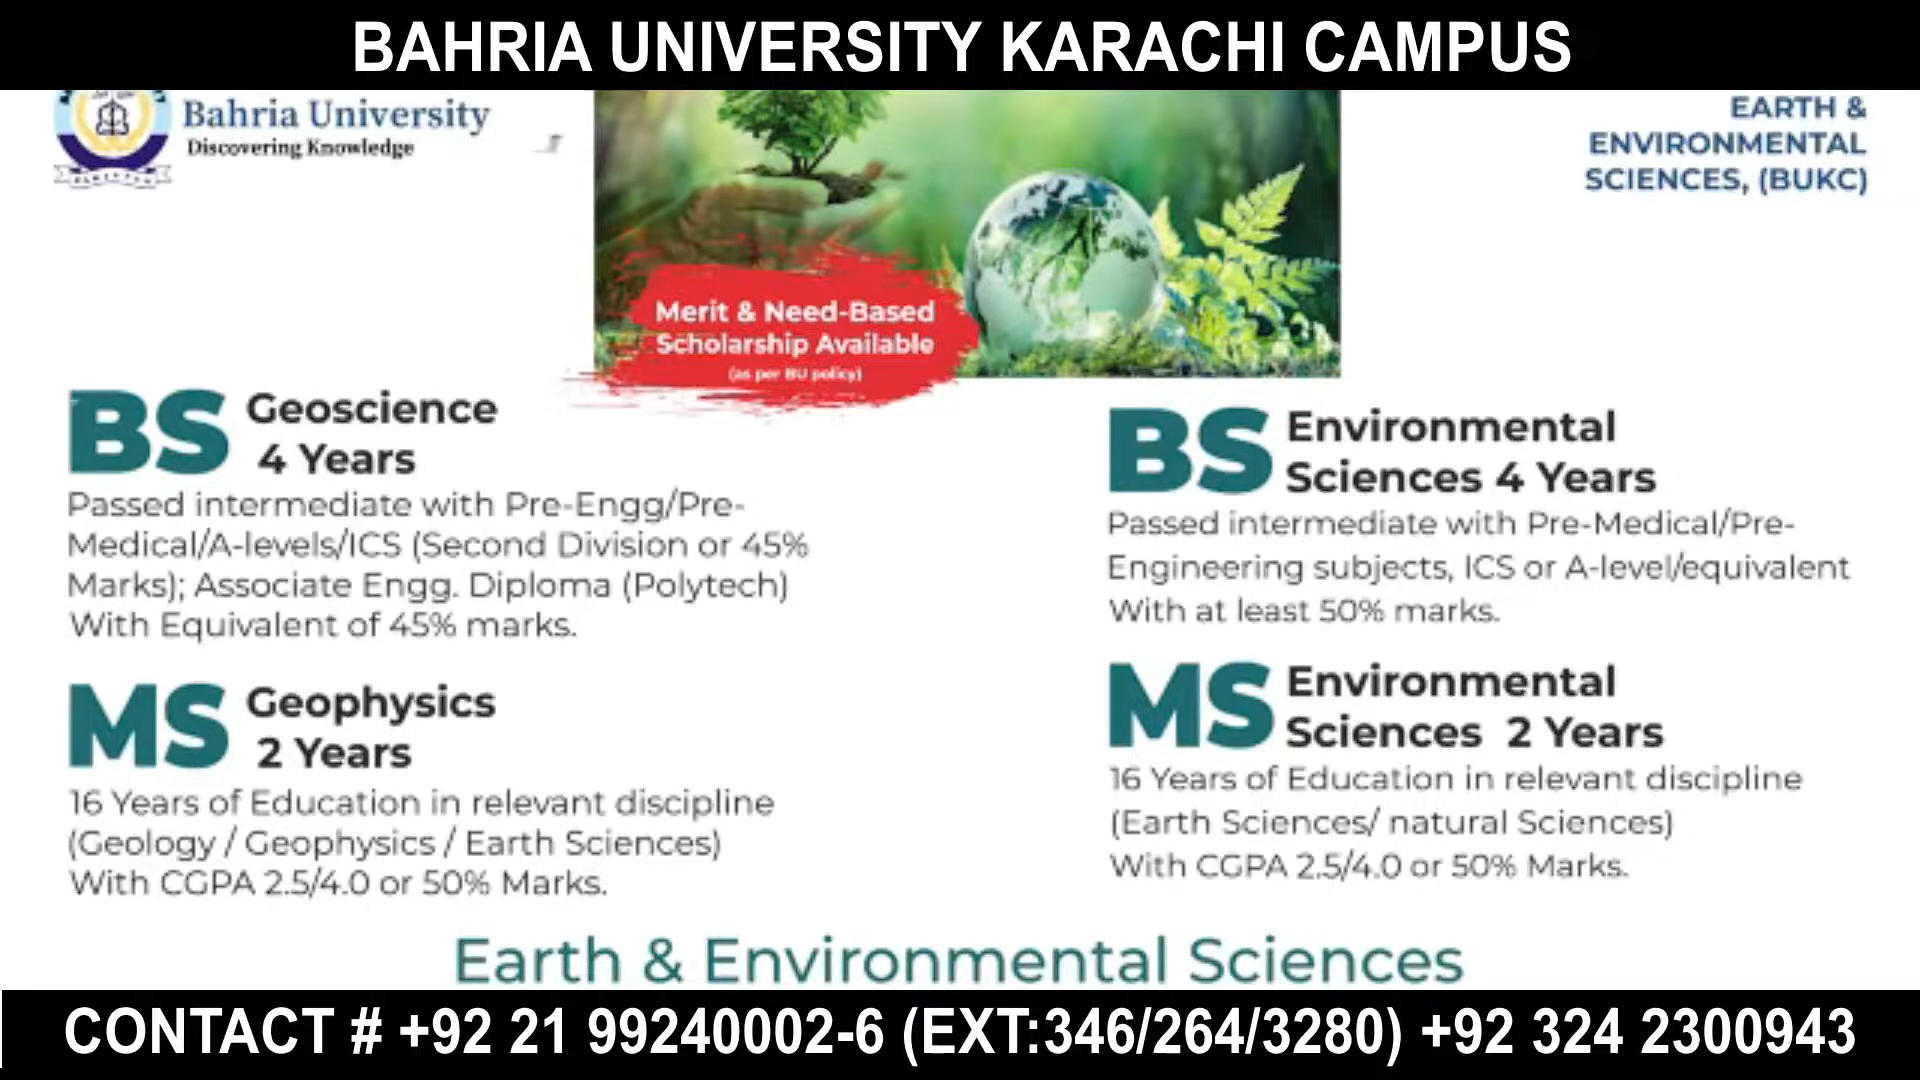 BAHRIA UNIVERSITY KARACHI CAMPUS
Bahria University
Discovering Knowledge
EARTH &
ENVIRONMENTAL
SCIENCES, (BUKC)
Merit & Need-Based
Scholarship Available
(as per BU policy)
BS Geoscience
4 Years
Passed intermediate with Pre-Engg/Pre-
Medical/A-levels/ICS (Second Division or 45%
Marks); Associate Engg. Diploma (Polytech)
With Equivalent of 45% marks.
MS Geophysics
2 Years
16 Years of Education in relevant discipline
(Geology / Geophysics / Earth Sciences)
With CGPA 2.5/4.0 or 50% Marks.
BS Environmental
Sciences 4 Years
Passed intermediate with Pre-Medical/Pre-
Engineering subjects, ICS or A-level/equivalent
With at least 50% marks.
MS Environmental
Sciences 2 Years
16 Years of Education in relevant discipline
(Earth Sciences/ natural Sciences)
With CGPA 2.5/4.0 or 50% Marks.
Earth & Environmental Sciences
CONTACT # +92 21 99240002-6 (EXT:346/264/3280) +92 324 2300943